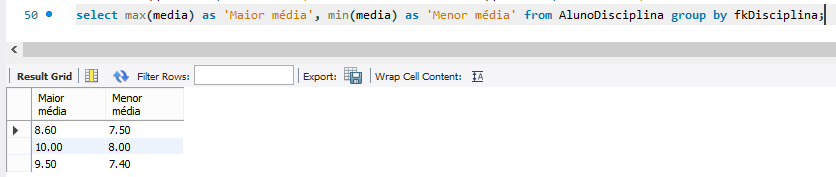 50 select max(media) as 'Maior média', min(media) as 'Menor média' from AlunoDisciplina group by fkDisciplina;
Result Grid Filter Rows: Export: Wrap Cell Content: IA
Maior média Menor média
8.60 7.50
10.00 8.00
9.50 7.40